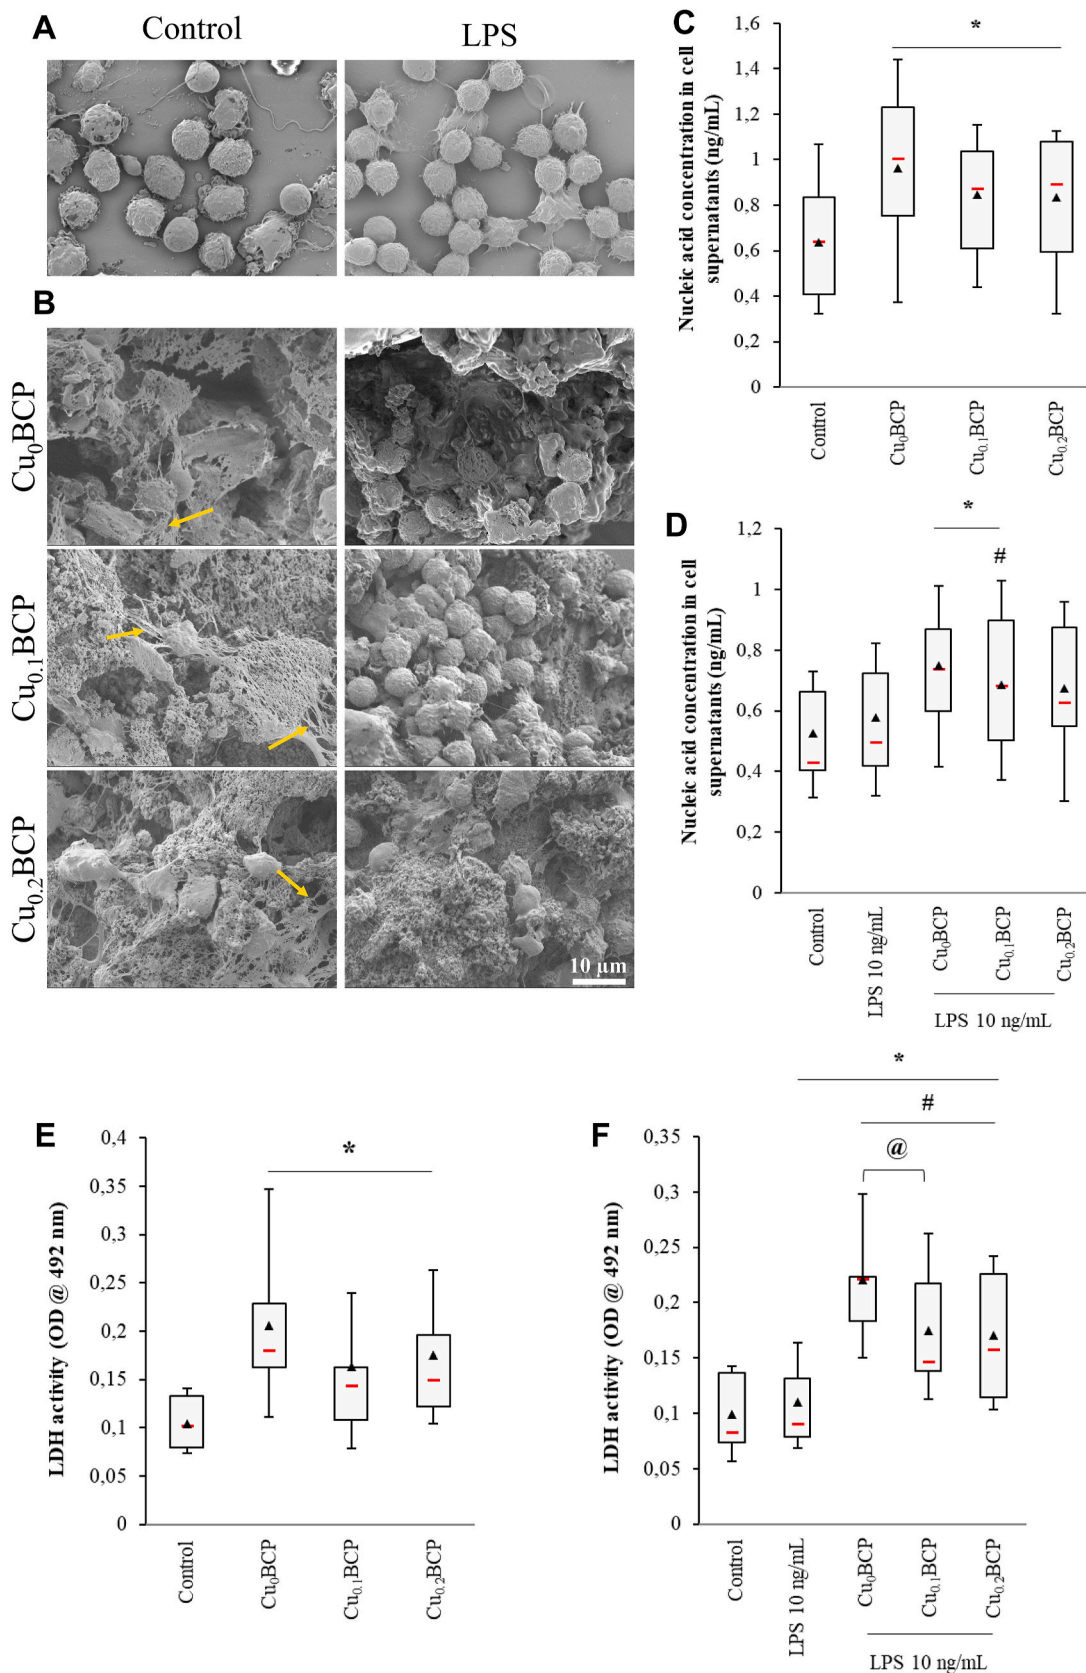 A
Control
LPS
B
Cu₀BCP
Cu₀.₁BCP
Cu₀.₂BCP
10 µm
C
Nucleic acid concentration in cell
supernatants (ng/mL)
1,6
1,4
1,2
1
0,8
0,6
0,4
0,2
0
*
Control
Cu₀BCP
Cu₀.₁BCP
Cu₀.₂BCP
D
Nucleic acid concentration in cell
supernatants (ng/mL)
1,2
1
0,8
0,6
0,4
0,2
0
*
#
Control
LPS 10 ng/mL
Cu₀BCP
Cu₀.₁BCP
Cu₀.₂BCP
LPS 10 ng/mL
E
LDH activity (OD @ 492 nm)
0,4
0,35
0,3
0,25
0,2
0,15
0,1
0,05
0
*
Control
Cu₀BCP
Cu₀.₁BCP
Cu₀.₂BCP
F
LDH activity (OD @ 492 nm)
0,35
0,3
0,25
0,2
0,15
0,1
0,05
0
*
#
@
Control
LPS 10 ng/mL
Cu₀BCP
Cu₀.₁BCP
Cu₀.₂BCP
LPS 10 ng/mL